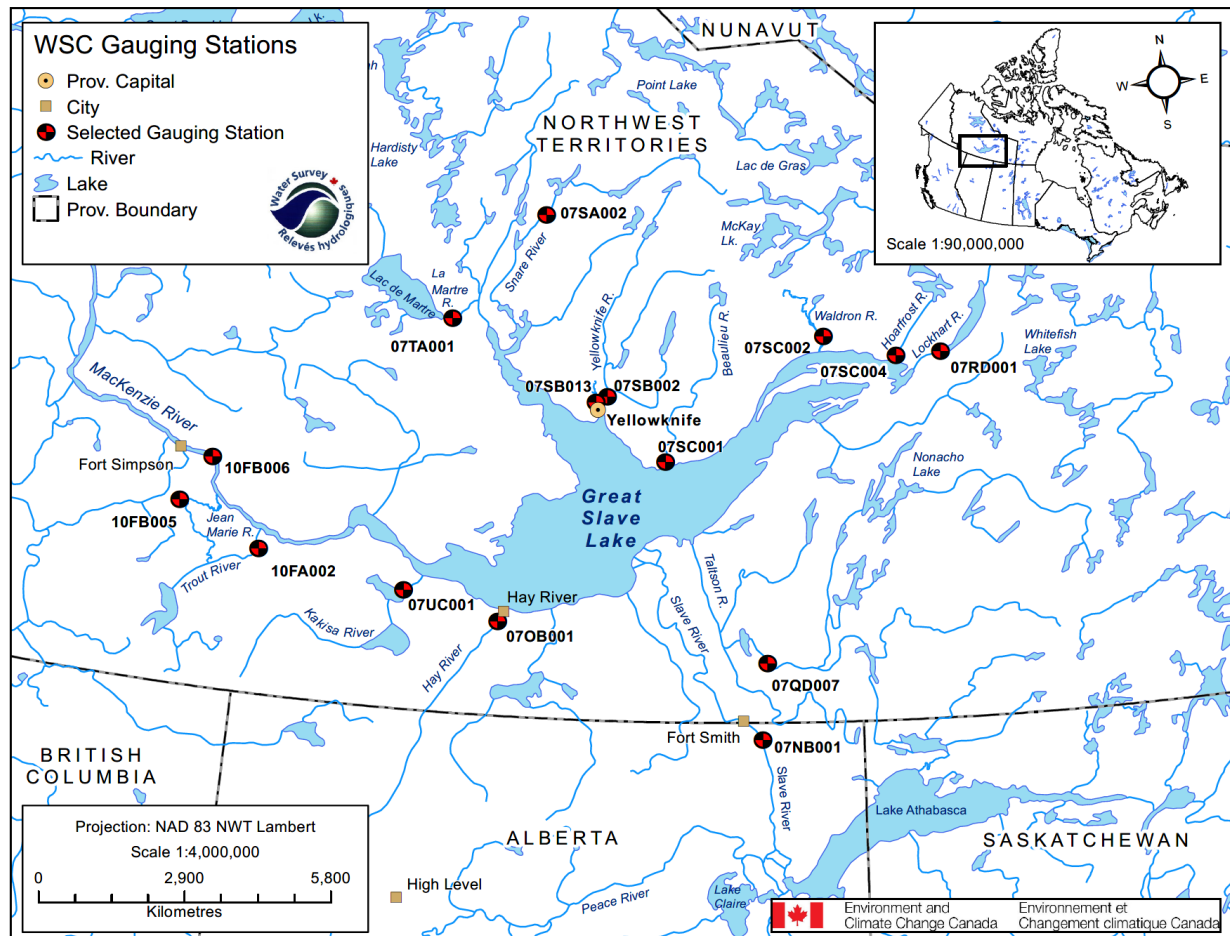 WSC Gauging Stations
Prov. Capital
City
Selected Gauging Station
River
Lake
Prov. Boundary
Water Survey
Relevés hydrologiques
NUNAVUT
N
W
E
S
Scale 1:90,000,000
Point Lake
NORTHWEST
TERRITORIES
Hardisty
Lake
Lk.
Lac de Gras
07SA002
McKay
Lk.
Snare River
La
Martre
R.
Lac de Martre
07TA001
Yellowknife R.
Beaulieu R.
Waldron R.
07SC002
Hoarfrost R.
Lockhart R.
07SC004
07RD001
Whitefish
Lake
MacKenzie River
07SB013
07SB002
Yellowknife
07SC001
Fort Simpson
10FB006
Nonacho
Lake
10FB005
Jean
Marie R.
Great
Slave
Lake
Trout River
10FA002
Taltson R.
07UC001
Hay River
Kakisa River
07OB001
Slave River
Hay River
07QD007
Fort Smith
07NB001
BRITISH
COLUMBIA
Slave River
Lake Athabasca
ALBERTA
SASKATCHEWAN
Projection: NAD 83 NWT Lambert
Scale 1:4,000,000
0 2,900 5,800
Kilometres
High Level
Peace River
Lake
Claire
Environment and
Climate Change Canada
Environnement et
Changement climatique Canada